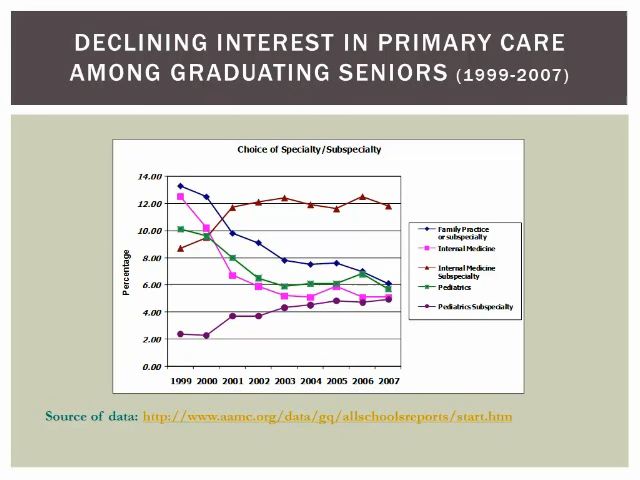 DECLINING INTEREST IN PRIMARY CARE
AMONG GRADUATING SENIORS (1999-2007)
Choice of Specialty/Subspecialty
14.00
12.00
10.00
8.00
6.00
4.00
2.00
0.00
Percentage
1999 2000 2001 2002 2003 2004 2005 2006 2007
Family Practice
or subspecialty
Internal Medicine
Internal Medicine
Subspecialty
Pediatrics
Pediatrics Subspecialty
Source of data: http://www.aamc.org/data/gq/allschoolsreports/start.htm